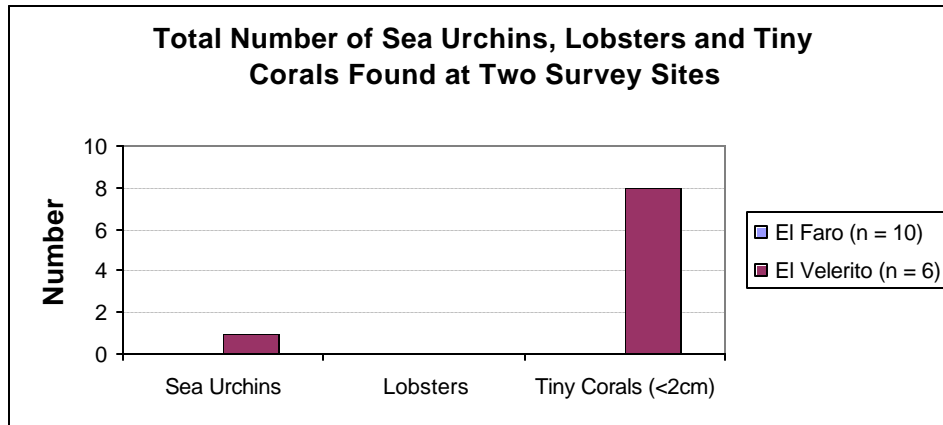 Total Number of Sea Urchins, Lobsters and Tiny
Corals Found at Two Survey Sites
Number
10
8
6
4
2
0
Sea Urchins
Lobsters
Tiny Corals (<2cm)
El Faro (n = 10)
El Velerito (n = 6)